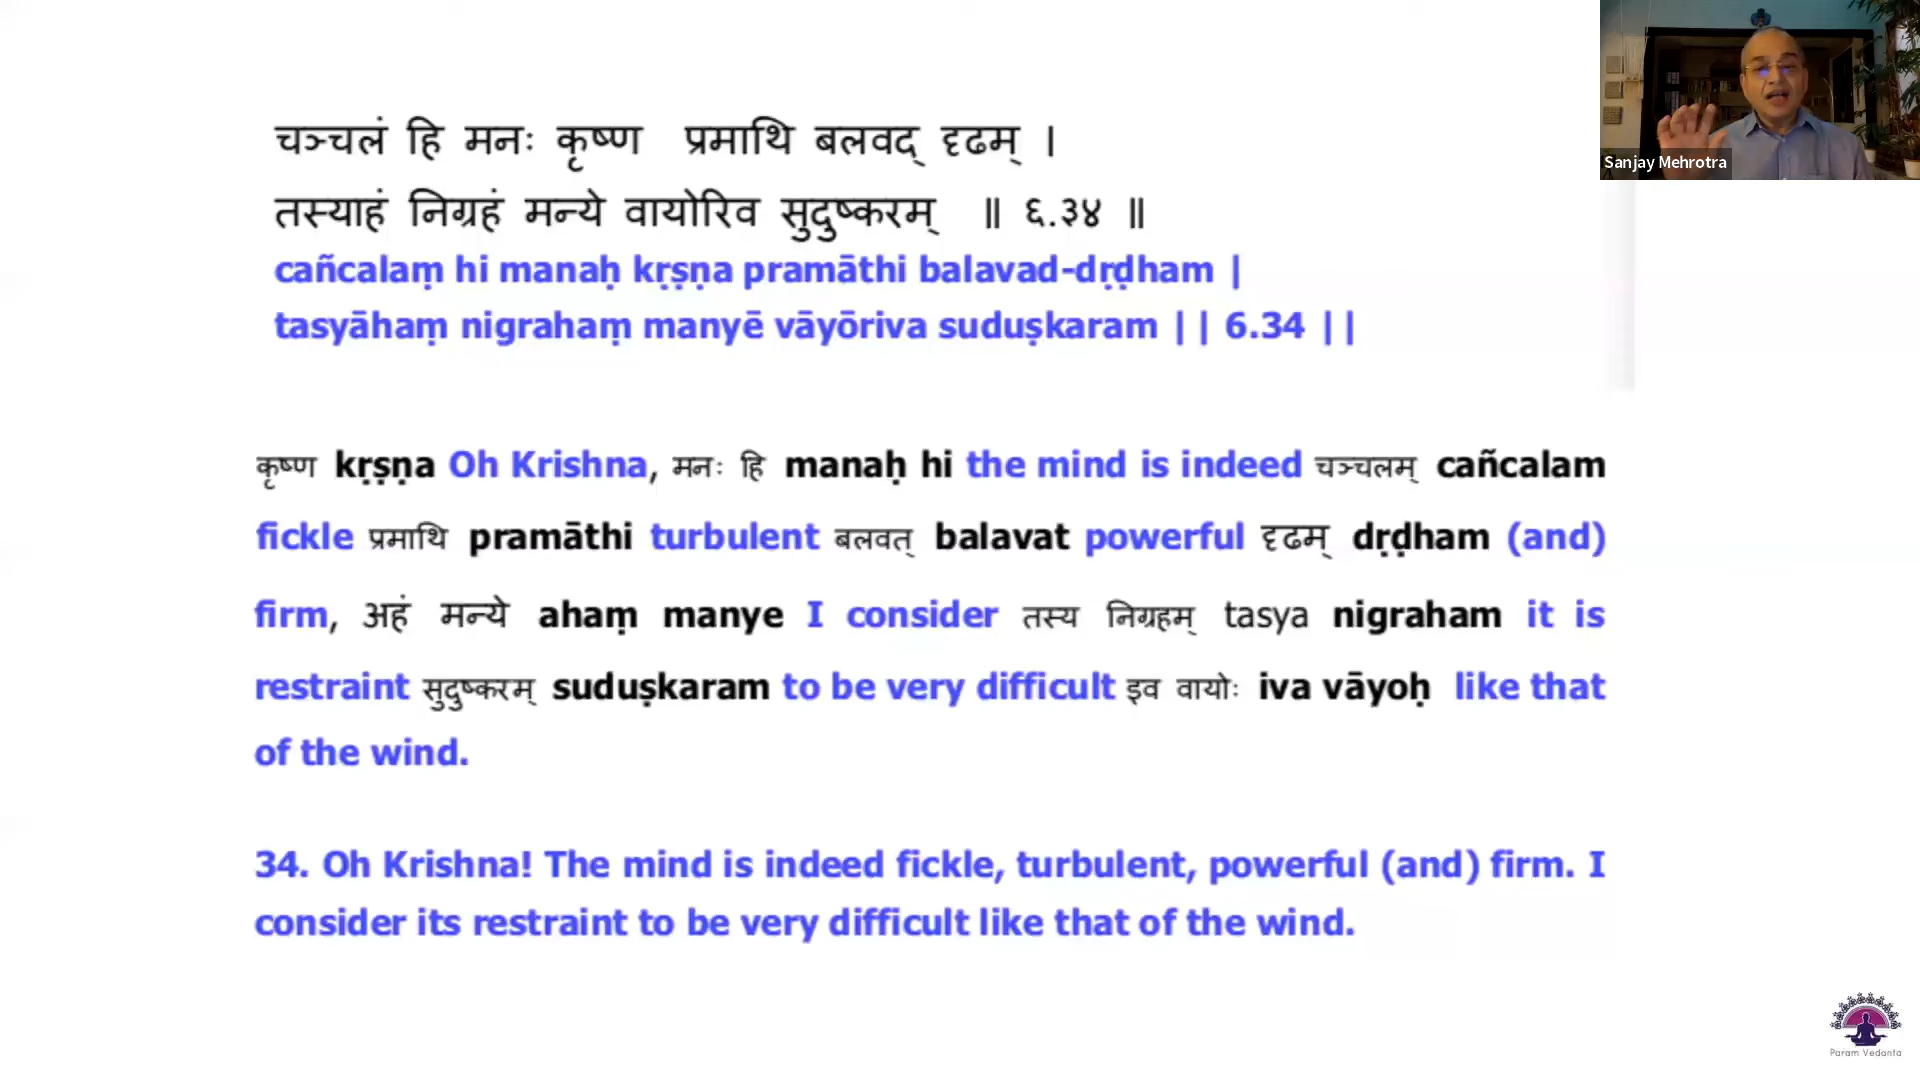 चञ्चलं हि मनः कृष्ण प्रमाथि बलवद् दृढम् ।
तस्याहं निग्रहं मन्ये वायोरिव सुदुष्करम् ॥ ६.३४ ॥
cañcalaṃ hi manaḥ kṛṣṇa pramāthi balavad-dṛḍham |
tasyāhaṃ nigrahaṃ manyē vāyōriva suduṣkaram | | 6.34 | |
कृष्ण kṛṣṇa Oh Krishna, मनः हि manaḥ hi the mind is indeed चञ्चलम् cañcalam
fickle प्रमाथि pramāthi turbulent बलवत् balavat powerful दृढम् dṛḍham (and)
firm, अहं मन्ये ahaṃ manye I consider तस्य निग्रहम् tasya nigraham it is
restraint सुदुष्करम् suduṣkaram to be very difficult इव वायोः iva vāyoḥ like that
of the wind.
34. Oh Krishna! The mind is indeed fickle, turbulent, powerful (and) firm. I
consider its restraint to be very difficult like that of the wind.
Sanjay Mehrotra
Param Vedanta